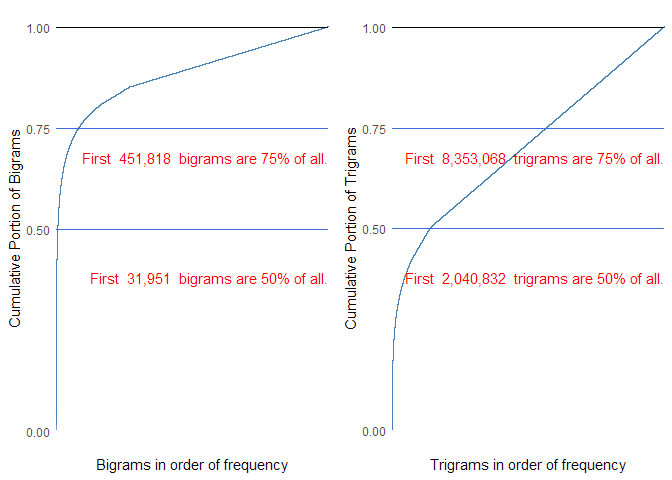 1.00
0.75
0.50
0.00
Cumulative Portion of Bigrams
First 451,818 bigrams are 75% of all.
First 31,951 bigrams are 50% of all.
Bigrams in order of frequency
1.00
0.75
0.50
0.00
Cumulative Portion of Trigrams
First 8,353,068 trigrams are 75% of all.
First 2,040,832 trigrams are 50% of all.
Trigrams in order of frequency